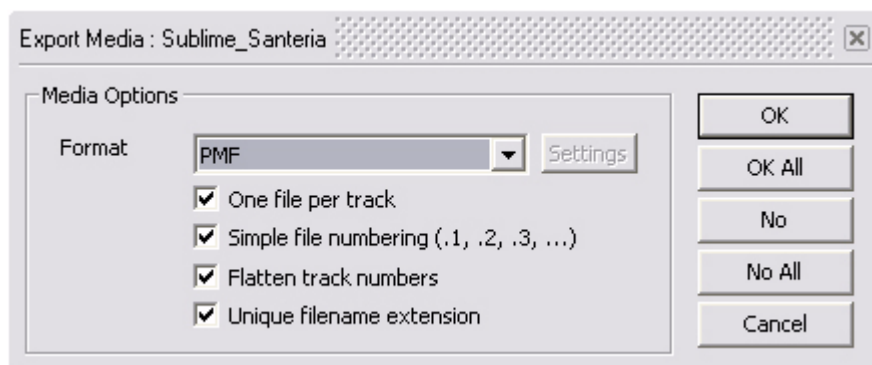 Export Media : Sublime_Santeria
Media Options
Format
PMF
Settings
One file per track
Simple file numbering (.1, .2, .3, ...)
Flatten track numbers
Unique filename extension
OK
OK All
No
No All
Cancel